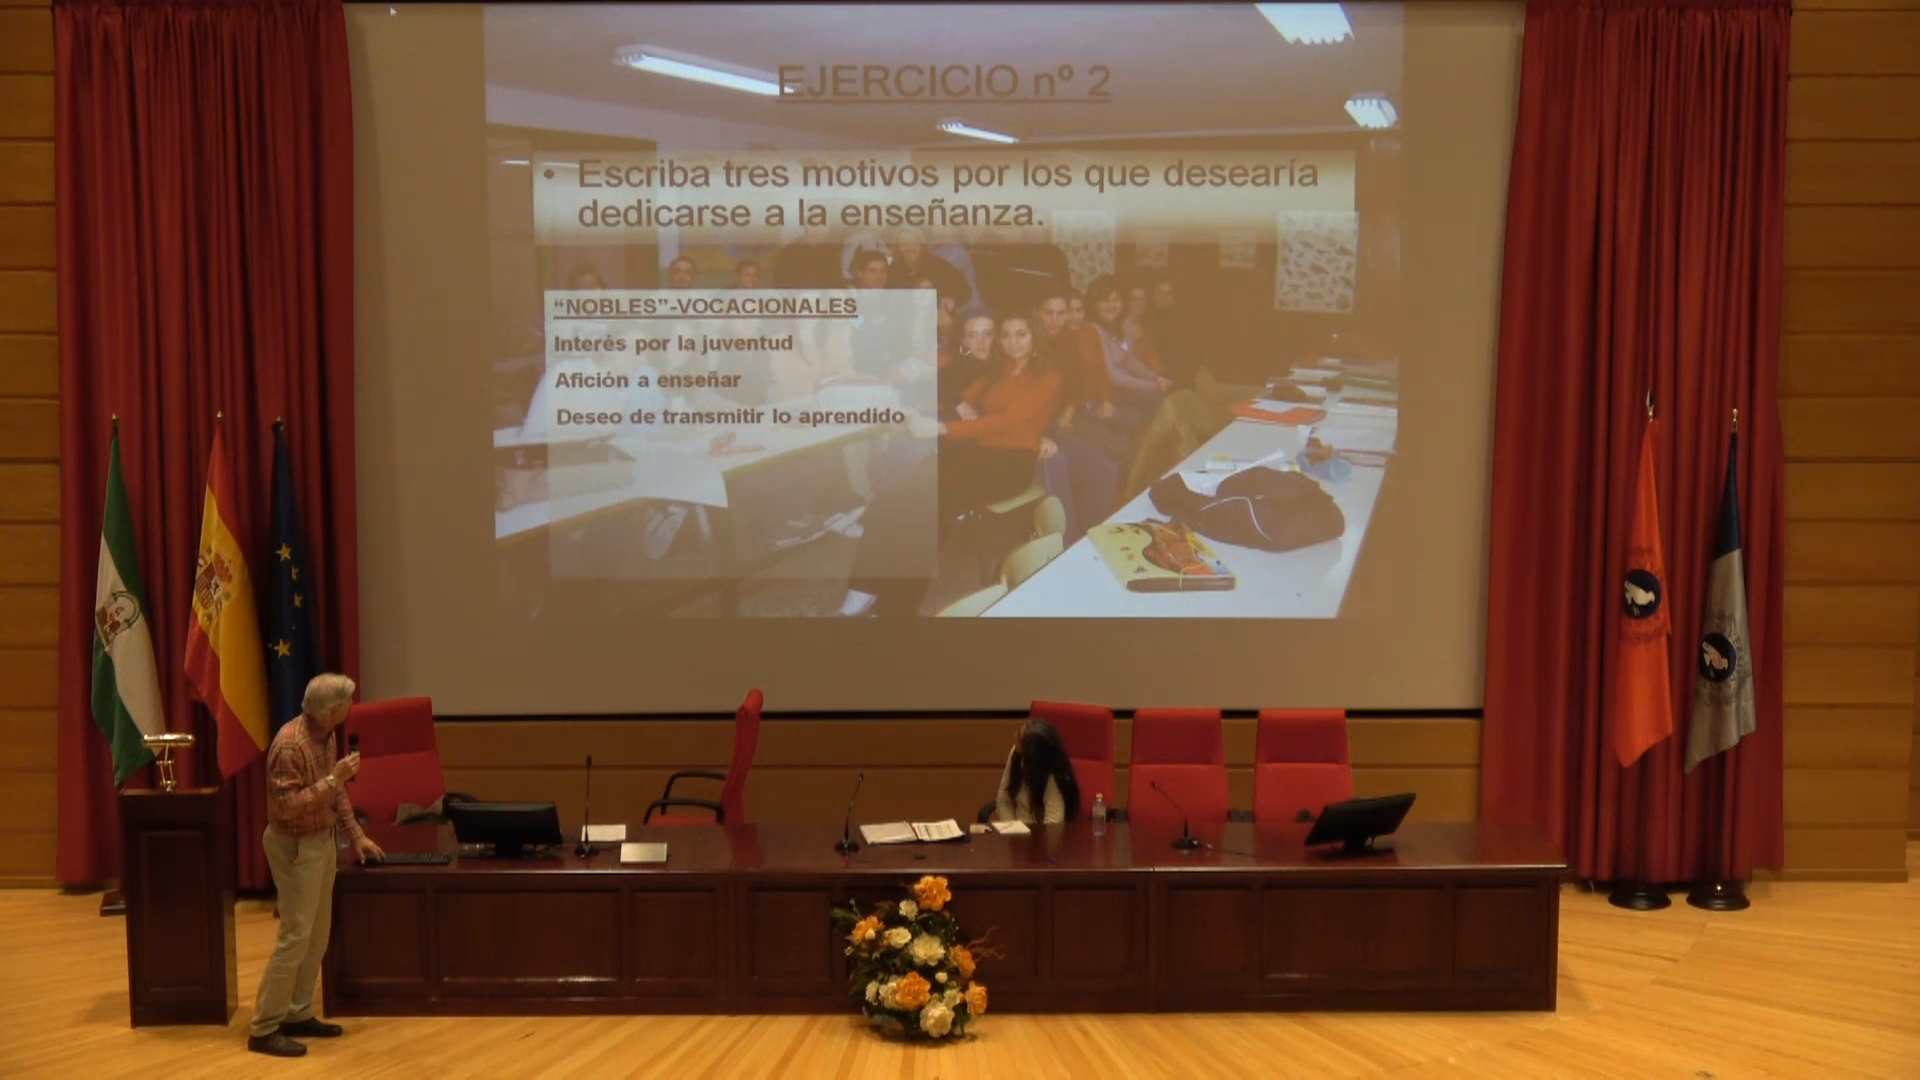 EJERCICIO nº 2
• Escriba tres motivos por los que desearía
dedicarse a la enseñanza.
“NOBLES”-VOCACIONALES
Interés por la juventud
Afición a enseñar
Deseo de transmitir lo aprendido